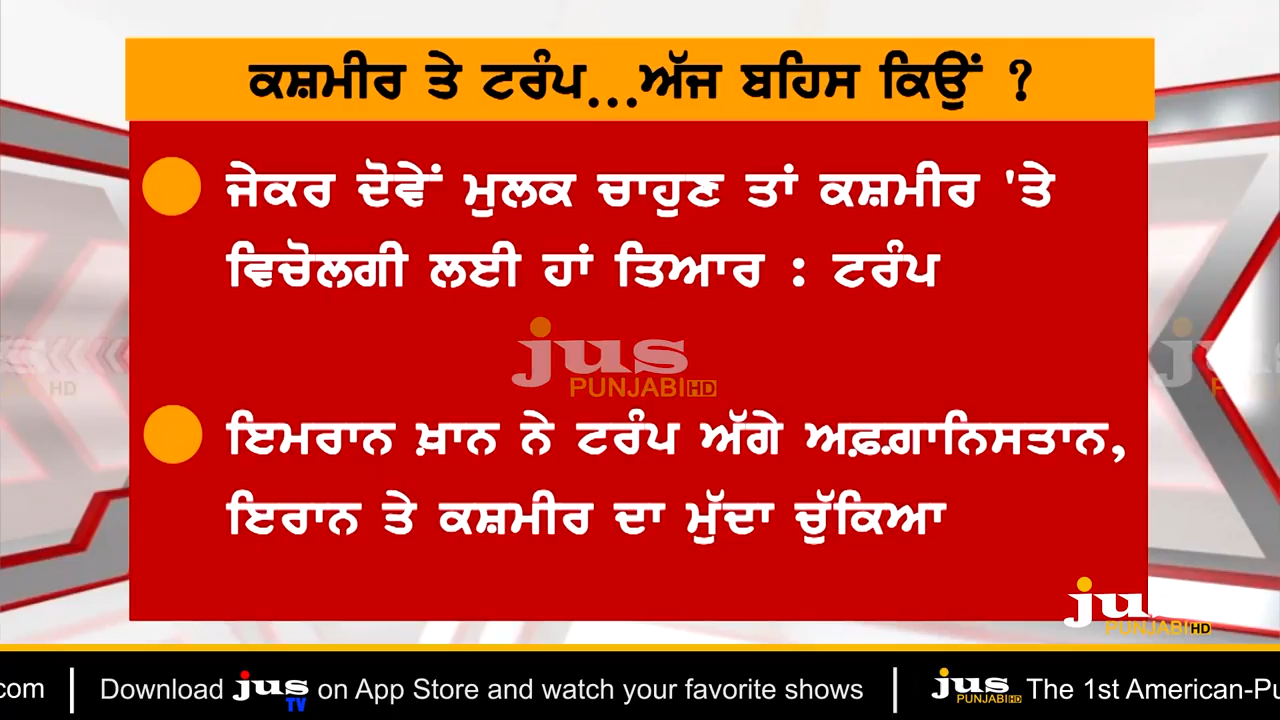 ਕਸ਼ਮੀਰ ਤੇ ਟਰੰਪ...ਅੱਜ ਬਹਿਸ ਕਿਉਂ ?
ਜੇਕਰ ਦੋਵੇਂ ਮੁਲਕ ਚਾਹੁਣ ਤਾਂ ਕਸ਼ਮੀਰ 'ਤੇ
ਵਿਚੋਲਗੀ ਲਈ ਹਾਂ ਤਿਆਰ : ਟਰੰਪ
jus
PUNJABI HD
ਇਮਰਾਨ ਖ਼ਾਨ ਨੇ ਟਰੰਪ ਅੱਗੇ ਅਫ਼ਗ਼ਾਨਿਸਤਾਨ,
ਇਰਾਨ ਤੇ ਕਸ਼ਮੀਰ ਦਾ ਮੁੱਦਾ ਚੁੱਕਿਆ
jus
PUNJABI HD
com | Download jus TV on App Store and watch your favorite shows | jus PUNJABI HD The 1st American-Pu